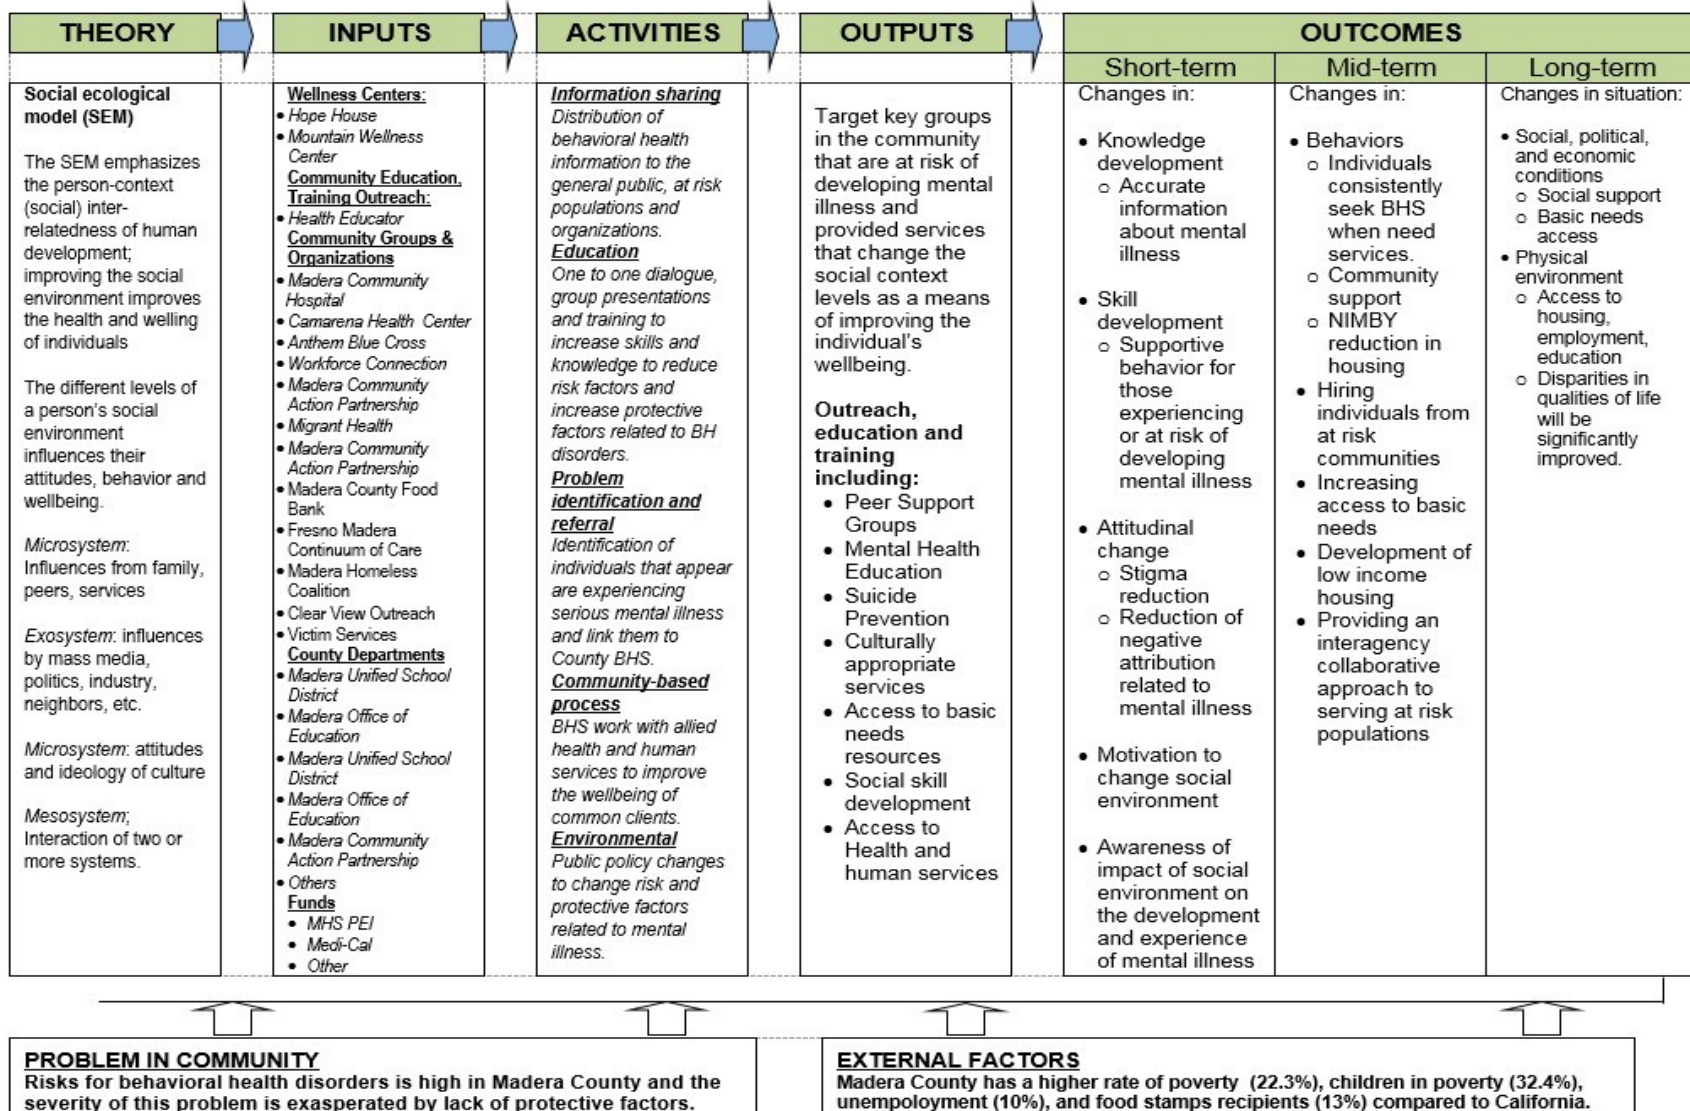 THEORY
INPUTS
ACTIVITIES
OUTPUTS
OUTCOMES
Short-term
Mid-term
Long-term
Social ecological
model (SEM)
The SEM emphasizes
the person-context
(social) inter-
relatedness of human
development;
improving the social
environment improves
the health and welling
of individuals
The different levels of
a person's social
environment
influences their
attitudes, behavior and
wellbeing.
Microsystem:
Influences from family,
peers, services
Exosystem: influences
by mass media,
politics, industry,
neighbors, etc.
Microsystem: attitudes
and ideology of culture
Mesosystem;
Interaction of two or
more systems.
Wellness Centers:
• Hope House
• Mountain Wellness
Center
Community Education,
Training Outreach:
• Health Educator
Community Groups &
Organizations
• Madera Community
Hospital
• Camarena Health Center
• Anthem Blue Cross
• Workforce Connection
• Madera Community
Action Partnership
• Migrant Health
• Madera Community
Action Partnership
• Madera County Food
Bank
• Fresno Madera
Continuum of Care
• Madera Homeless
Coalition
• Clear View Outreach
• Victim Services
County Departments
• Madera Unified School
District
• Madera Office of
Education
• Madera Unified School
District
• Madera Office of
Education
• Madera Community
Action Partnership
• Others
Funds
• MHS PEI
• Medi-Cal
• Other
Information sharing
Distribution of
behavioral health
information to the
general public, at risk
populations and
organizations.
Education
One to one dialogue,
group presentations
and training to
increase skills and
knowledge to reduce
risk factors and
increase protective
factors related to BH
disorders.
Problem
identification and
referral
Identification of
individuals that appear
are experiencing
serious mental illness
and link them to
County BHS.
Community-based
process
BHS work with allied
health and human
services to improve
the wellbeing of
common clients.
Environmental
Public policy changes
to change risk and
protective factors
related to mental
illness.
Target key groups
in the community
that are at risk of
developing mental
illness and
provided services
that change the
social context
levels as a means
of improving the
individual's
wellbeing.
Outreach,
education and
training
including:
• Peer Support
Groups
• Mental Health
Education
• Suicide
Prevention
• Culturally
appropriate
services
• Access to basic
needs
resources
• Social skill
development
• Access to
Health and
human services
Changes in:
• Knowledge
development
o Accurate
information
about mental
illness
• Skill
development
o Supportive
behavior for
those
experiencing
or at risk of
developing
mental illness
• Attitudinal
change
o Stigma
reduction
o Reduction of
negative
attribution
related to
mental illness
• Motivation to
change social
environment
• Awareness of
impact of social
environment on
the development
and experience
of mental illness
Changes in:
• Behaviors
o Individuals
consistently
seek BHS
when need
services.
o Community
support
o NIMBY
reduction in
housing
• Hiring
individuals from
at risk
communities
• Increasing
access to basic
needs
• Development of
low income
housing
• Providing an
interagency
collaborative
approach to
serving at risk
populations
Changes in situation:
• Social, political,
and economic
conditions
o Social support
o Basic needs
access
• Physical
environment
o Access to
housing,
employment,
education
o Disparities in
qualities of life
will be
significantly
improved.
PROBLEM IN COMMUNITY
Risks for behavioral health disorders is high in Madera County and the
severity of this problem is exasperated by lack of protective factors.
EXTERNAL FACTORS
Madera County has a higher rate of poverty (22.3%), children in poverty (32.4%),
unempoloyment (10%), and food stamps recipients (13%) compared to California.